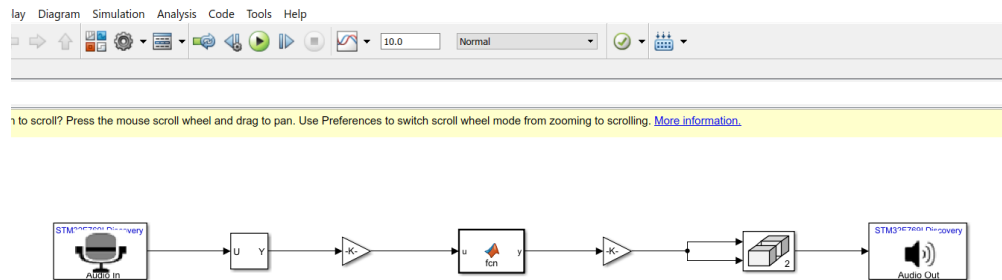 lay Diagram Simulation Analysis Code Tools Help
10.0 Normal
n to scroll? Press the mouse scroll wheel and drag to pan. Use Preferences to switch scroll wheel mode from zooming to scrolling. More information.
STM32F769I Discovery
Audio In
U Y
-K-
u fcn y
-K-
2
STM32F769I Discovery
Audio Out